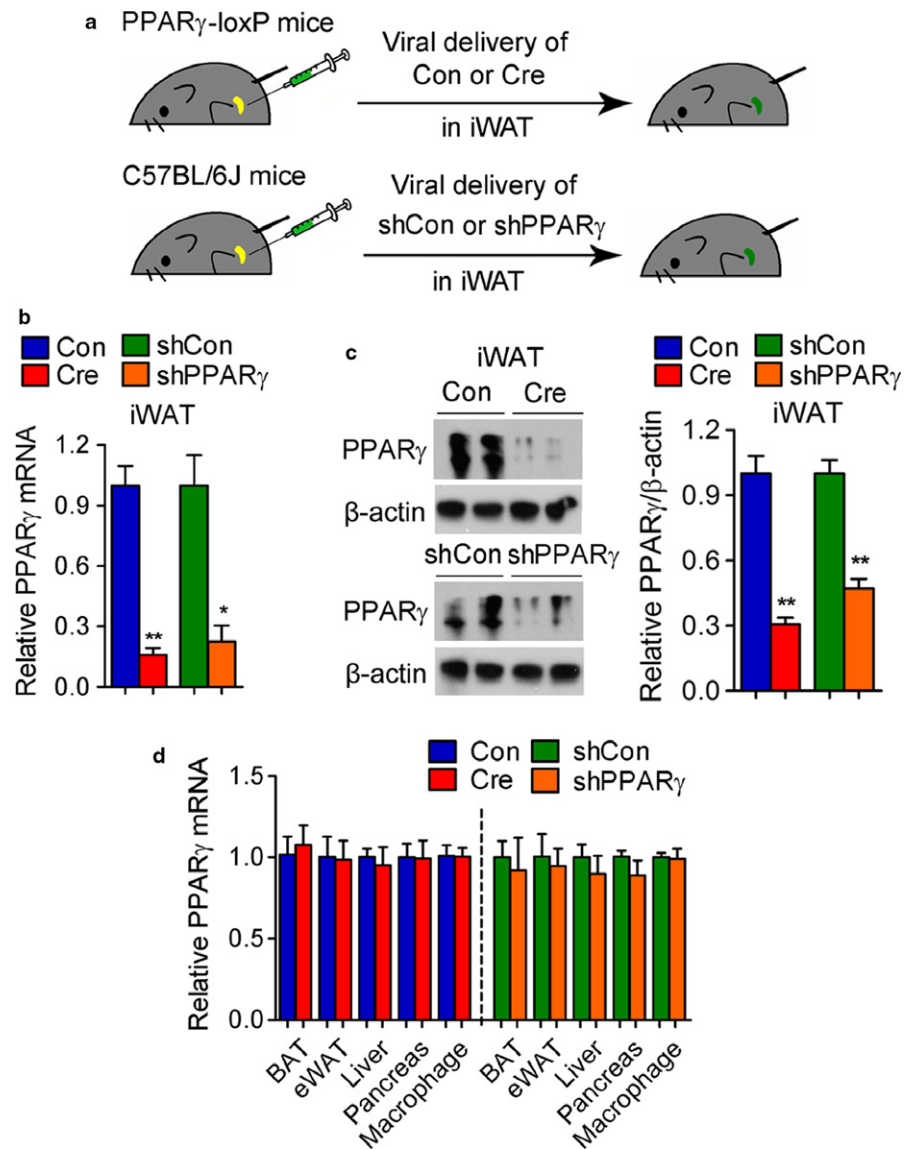 a
PPARγ-loxP mice
Viral delivery of
Con or Cre
in iWAT
C57BL/6J mice
Viral delivery of
shCon or shPPARγ
in iWAT
b
Con
shCon
Cre
shPPARγ
iWAT
Relative PPARγ mRNA
1.2
0.9
0.6
0.3
0.0
**
*
c
iWAT
Con Cre
PPARγ
β-actin
shCon shPPARγ
PPARγ
β-actin
Con
shCon
Cre
shPPARγ
iWAT
Relative PPARγ/β-actin
1.2
0.9
0.6
0.3
0.0
**
**
d
Con
shCon
Cre
shPPARγ
Relative PPARγ mRNA
1.5
1.0
0.5
0.0
BAT
eWAT
Liver
Pancreas
Macrophage
BAT
eWAT
Liver
Pancreas
Macrophage